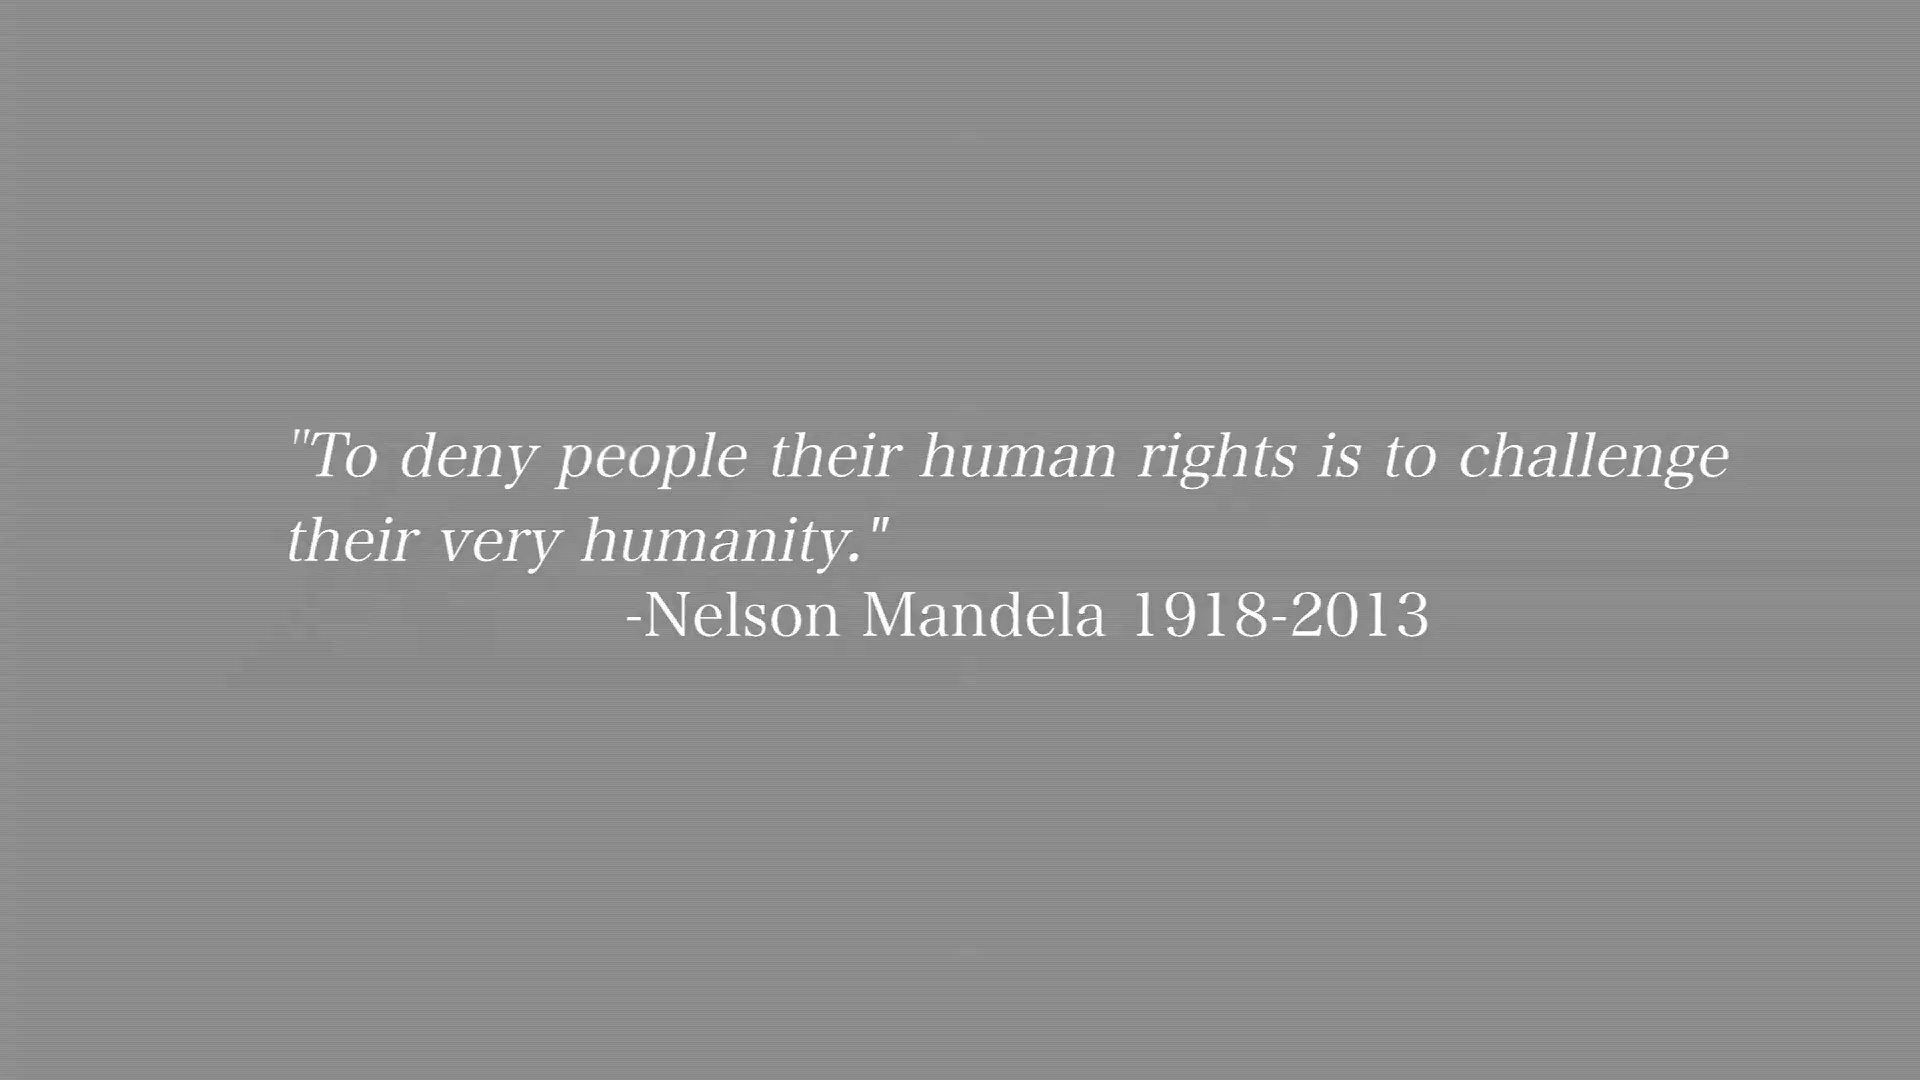 "To deny people their human rights is to challenge
their very humanity."
-Nelson Mandela 1918-2013